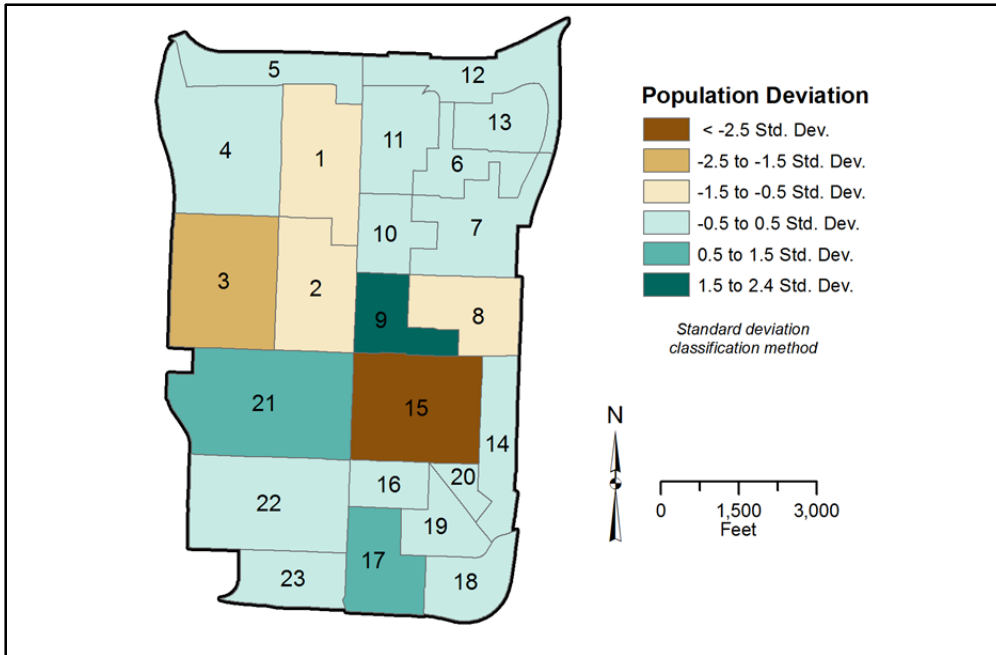 5
12
13
4
11
1
6
10
7
3
2
9
8
21
15
14
20
16
22
19
17
23
18
Population Deviation
< -2.5 Std. Dev.
-2.5 to -1.5 Std. Dev.
-1.5 to -0.5 Std. Dev.
-0.5 to 0.5 Std. Dev.
0.5 to 1.5 Std. Dev.
1.5 to 2.4 Std. Dev.
Standard deviation
classification method
N
0 1,500 3,000
Feet